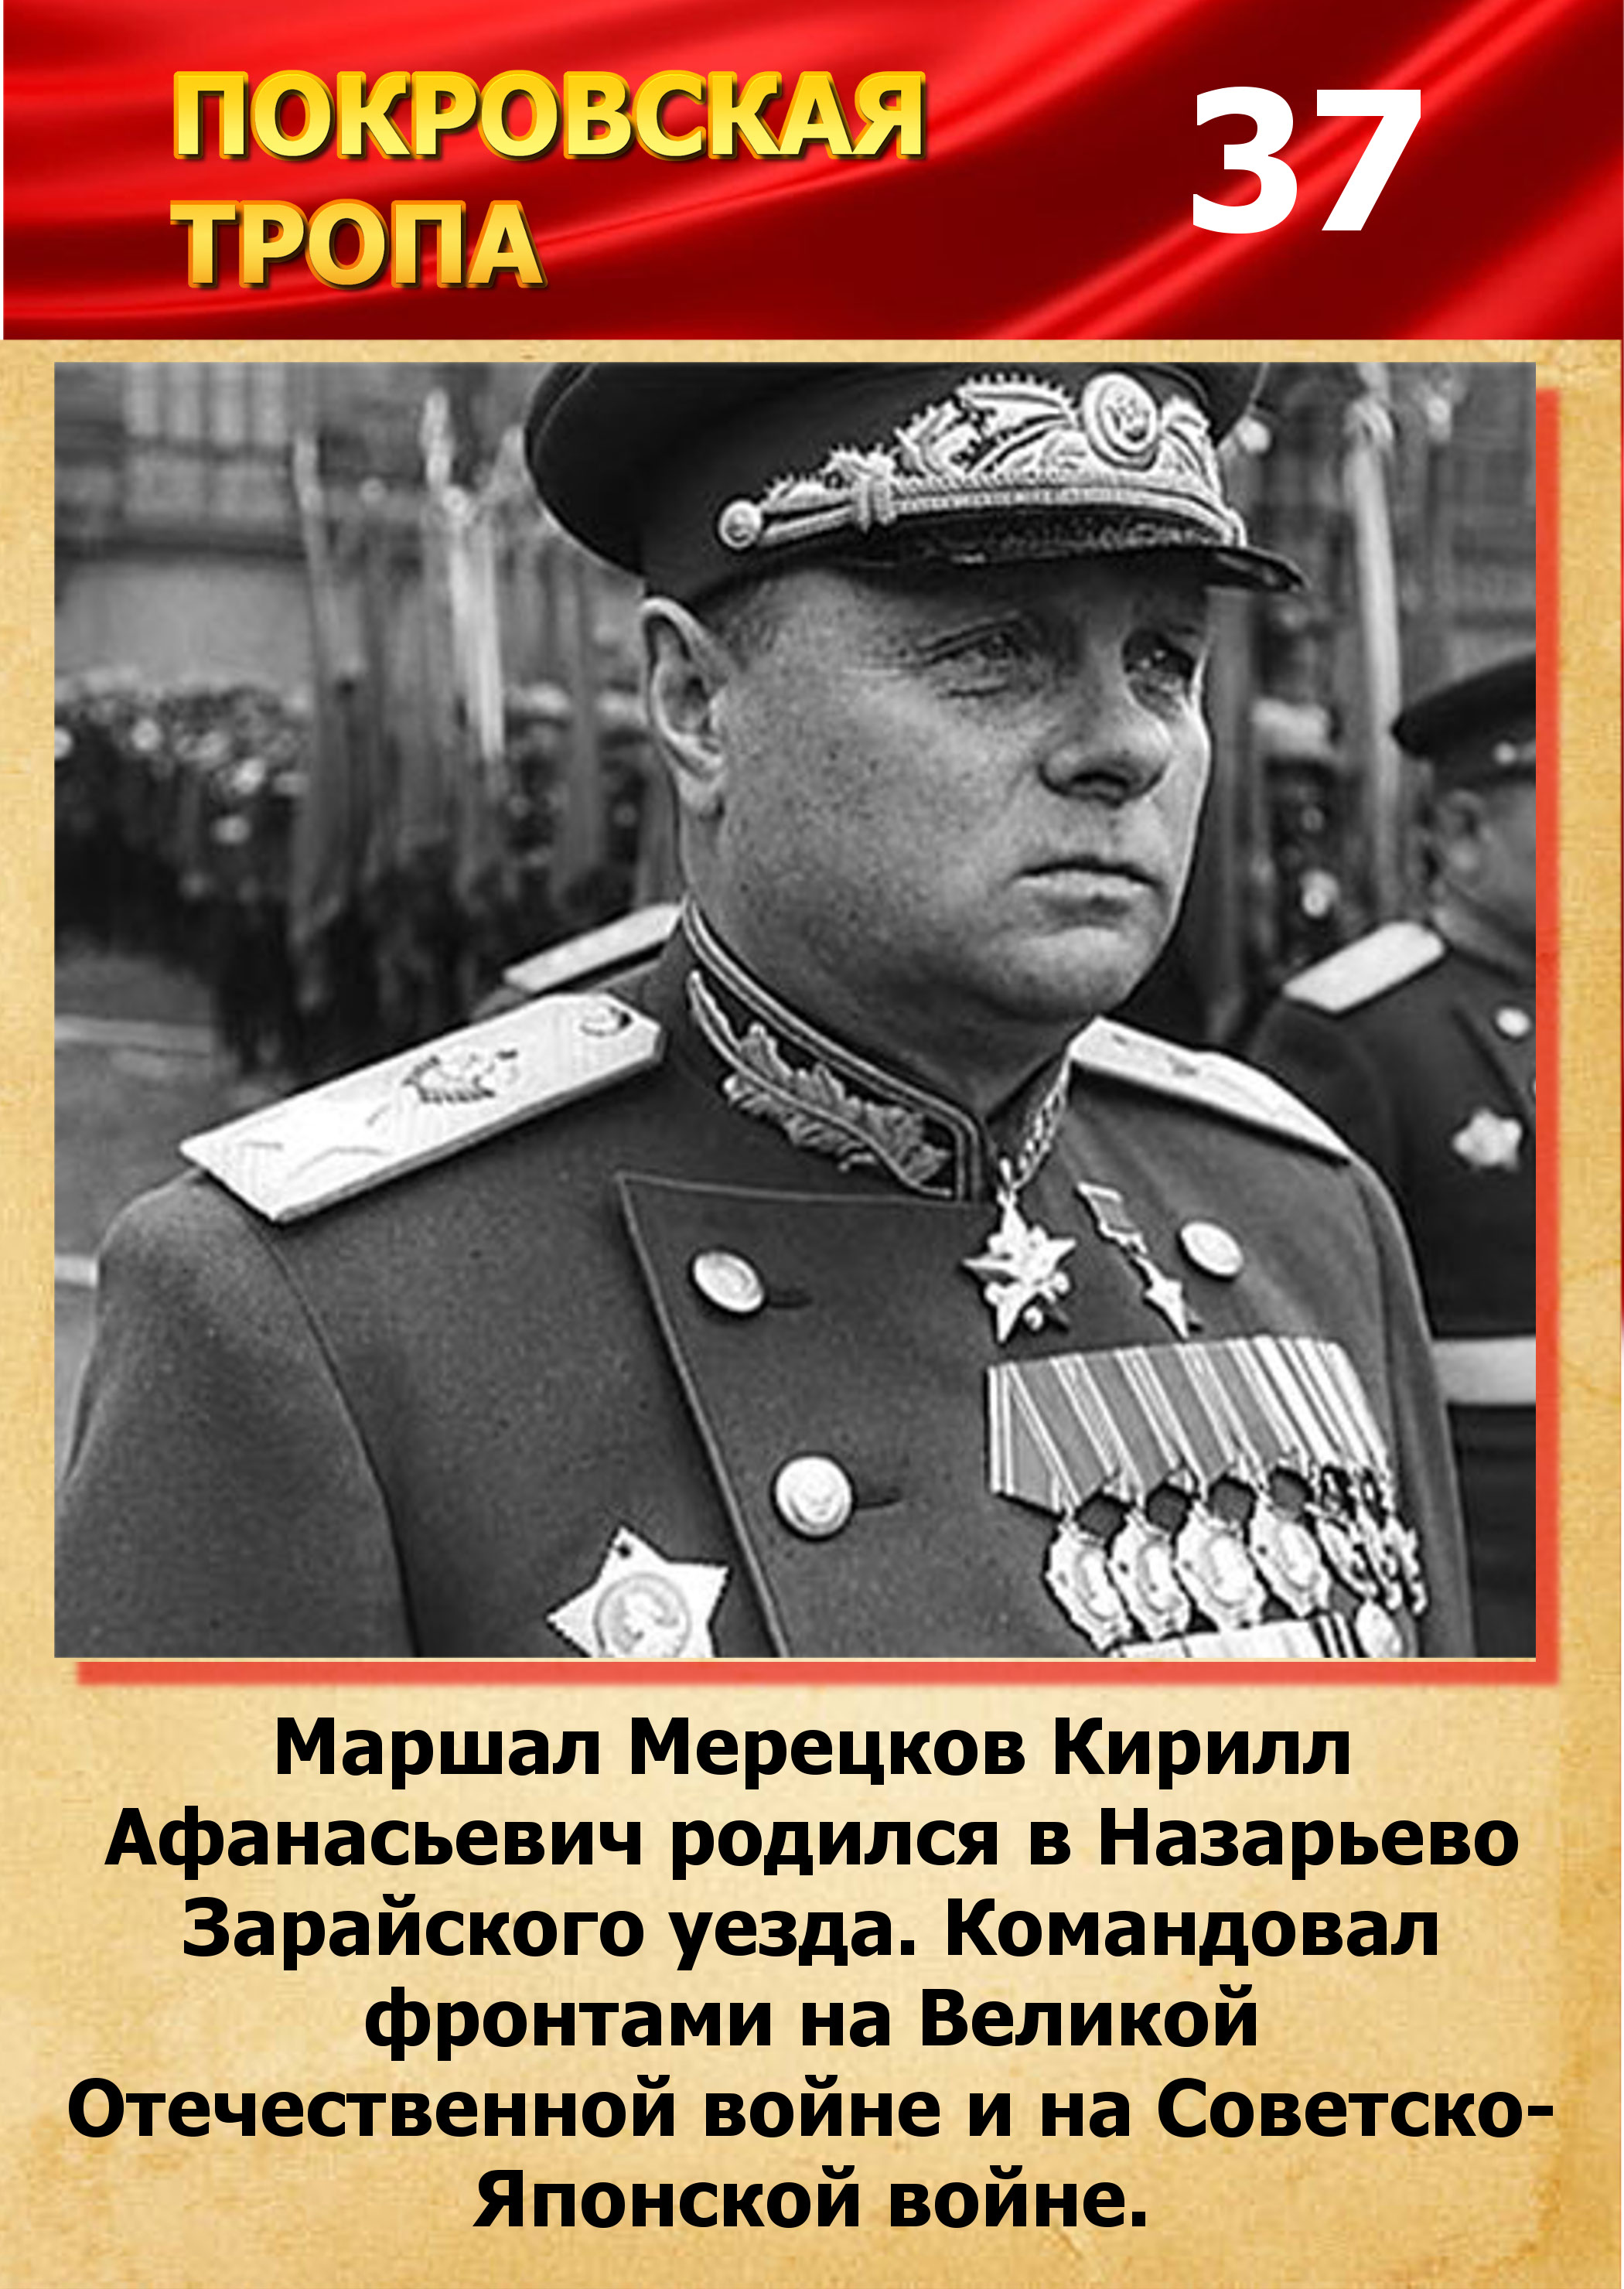 ПОКРОВСКАЯ
ТРОПА
37
Маршал Мерецков Кирилл
Афанасьевич родился в Назарьево
Зарайского уезда. Командовал
фронтами на Великой
Отечественной войне и на Советско-
Японской войне.